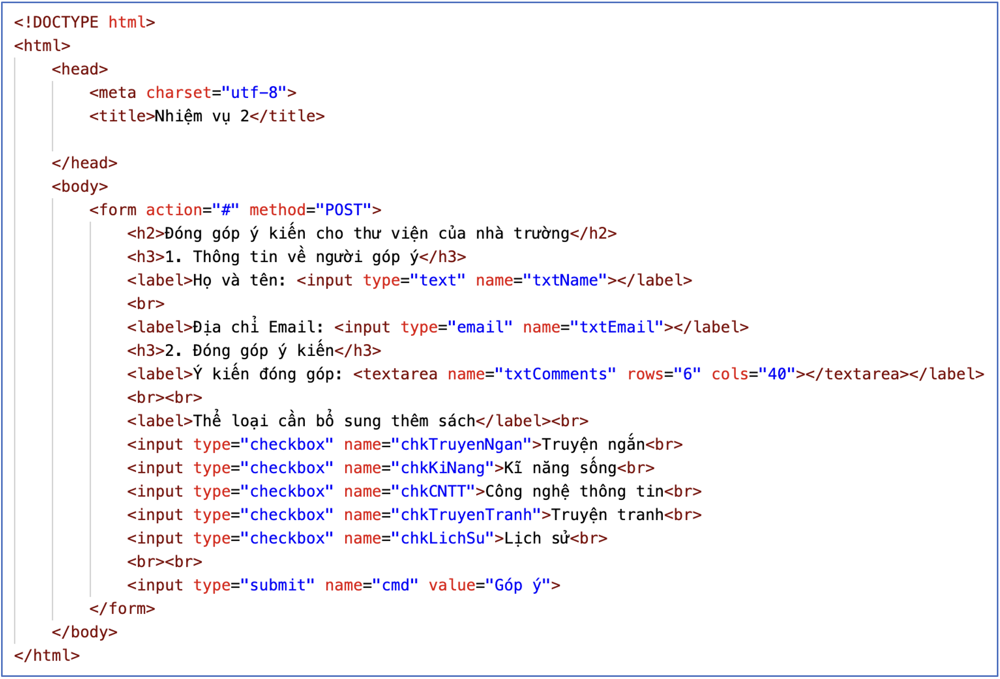 <!DOCTYPE html>
<html>
<head>
<meta charset="utf-8">
<title>Nhiệm vụ 2</title>
</head>
<body>
<form action="#" method="POST">
<h2>Đóng góp ý kiến cho thư viện của nhà trường</h2>
<h3>1. Thông tin về người góp ý</h3>
<label>Họ và tên: <input type="text" name="txtName"></label>
<br>
<label>Địa chỉ Email: <input type="email" name="txtEmail"></label>
<h3>2. Đóng góp ý kiến</h3>
<label>Ý kiến đóng góp: <textarea name="txtComments" rows="6" cols="40"></textarea></label>
<br><br>
<label>Thể loại cần bổ sung thêm sách</label><br>
<input type="checkbox" name="chkTruyenNgan">Truyện ngắn<br>
<input type="checkbox" name="chkKiNang">Kĩ năng sống<br>
<input type="checkbox" name="chkCNTT">Công nghệ thông tin<br>
<input type="checkbox" name="chkTruyenTranh">Truyện tranh<br>
<input type="checkbox" name="chkLichSu">Lịch sử<br>
<br><br>
<input type="submit" name="cmd" value="Góp ý">
</form>
</body>
</html>